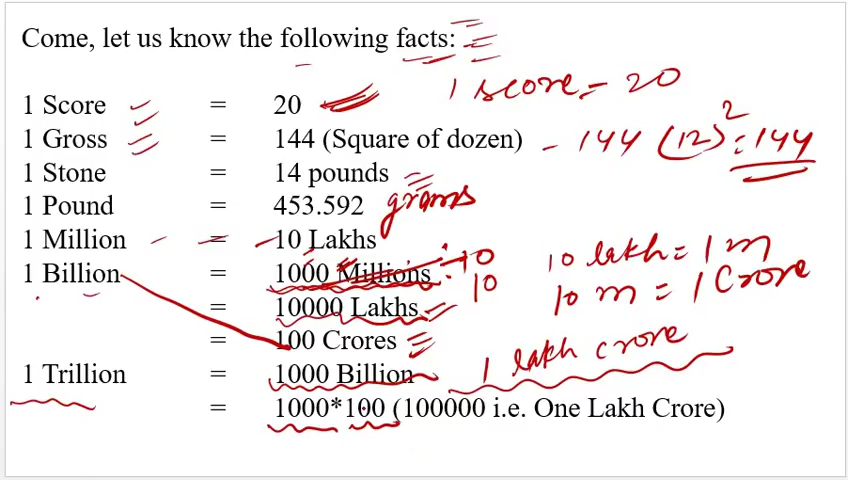 Come, let us know the following facts:
1 score = 20
1 Score = 20
1 Gross = 144 (Square of dozen) - 144 (12)² = 144
1 Stone = 14 pounds
1 Pound = 453.592 grams
1 Million = 10 Lakhs
10 lakh = 1 m
1 Billion = 1000 Millions ÷ 10
÷ 10
10 m = 1 Crore
= 10000 Lakhs
= 100 Crores
1 lakh crore
1 Trillion = 1000 Billion
= 1000*100 (100000 i.e. One Lakh Crore)